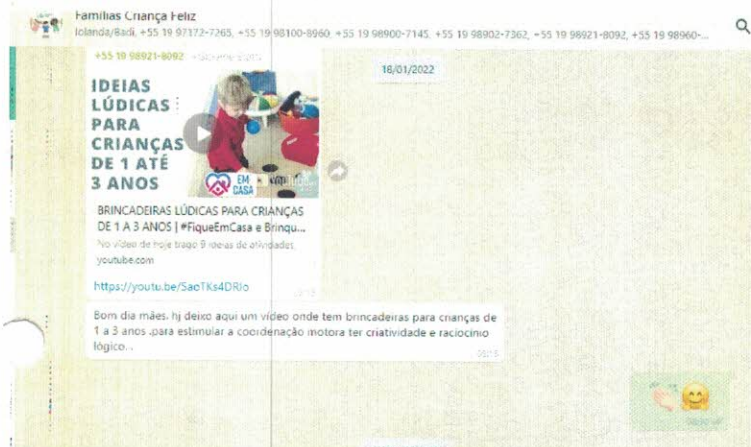 Famílias Criança Feliz
Iolanda/Badi, +55 19 97172-7265, +55 19 98100-8960, +55 19 98900-7145, +55 19 98902-7362, +55 19 98921-8092, +55 19 98960-...
+55 19 98921-8092
16/01/2022
IDEIAS
LÚDICAS
PARA
CRIANÇAS
DE 1 ATÉ
3 ANOS
EM
CASA
BRINCADEIRAS LÚDICAS PARA CRIANÇAS
DE 1 A 3 ANOS | #FiqueEmCasa e Brinqu...
No vídeo de hoje trago 9 ideias de atividades
youtube.com
https://youtu.be/SaoTKs4DRJo
Bom dia mães. hj deixo aqui um vídeo onde tem brincadeiras para crianças de
1 a 3 anos .para estimular a coordenação motora ter criatividade e raciocínio
lógico...